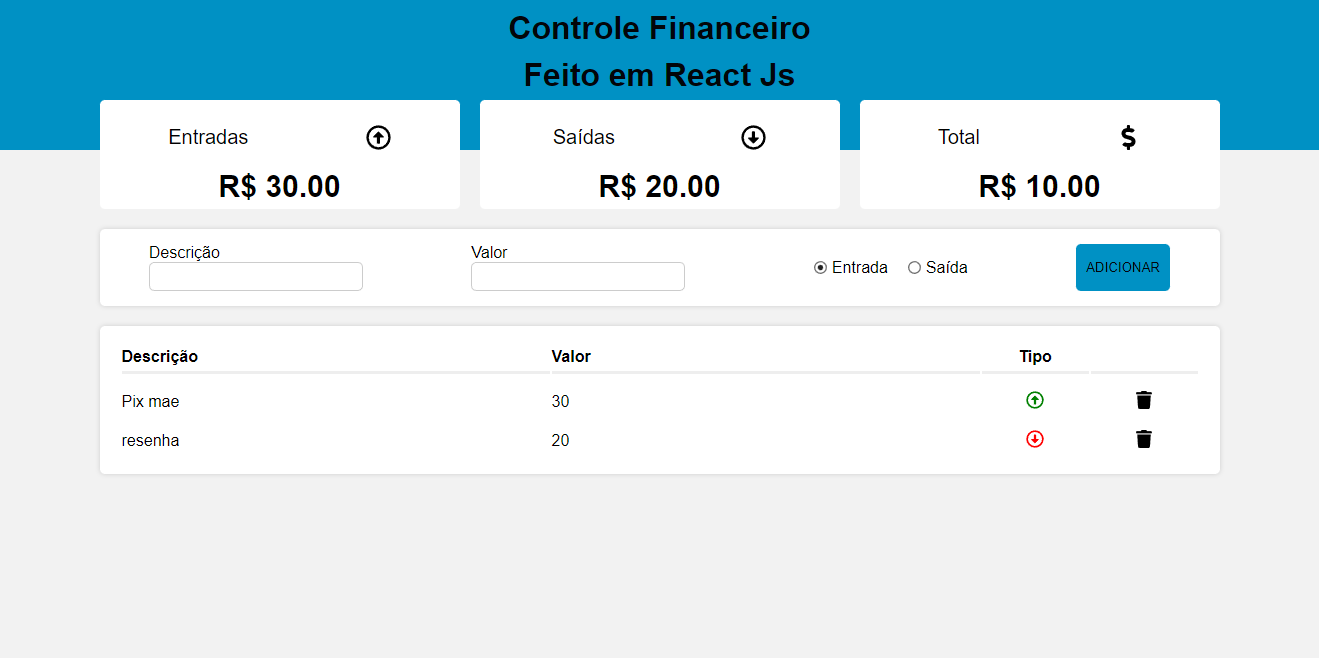 Controle Financeiro
Feito em React Js
Entradas
R$ 30.00
Saídas
R$ 20.00
Total
R$ 10.00
Descrição
Valor
Entrada Saída
ADICIONAR
Descrição Valor Tipo
Pix mae 30
resenha 20